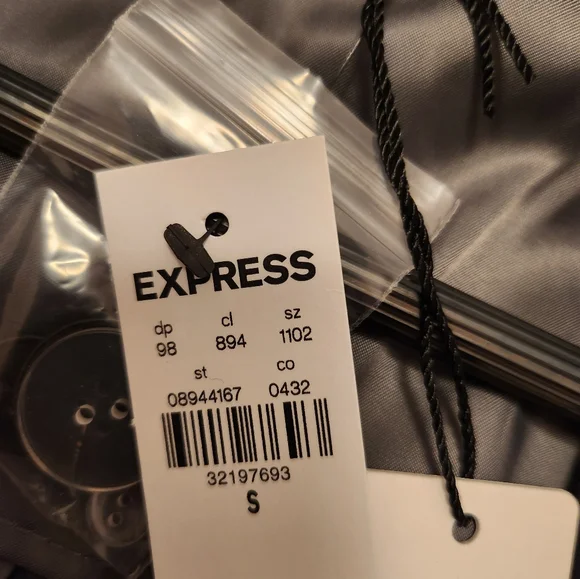 EXPRESS
dp cl sz
98 894 1102
st co
08944167 0432
32197693
S